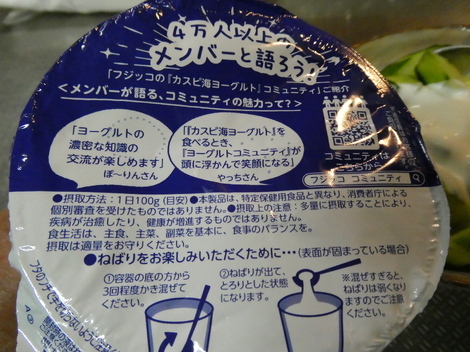 4万人以上の
メンバーと語ろう!
「フジッコの『カスピ海ヨーグルト』コミュニティ」ご紹介
<メンバーが語る、コミュニティの魅力って?>
「ヨーグルトの
濃密な知識の
交流が楽しめます」
ぼ〜りんさん
「『カスピ海ヨーグルト』を
食べるとき、
『ヨーグルトコミュニティ』が
頭に浮かんで笑顔になる」
やっちさん
コミュニティは
こちらから
フジッコ コミュニティ
●摂取方法:1日100g(目安) ●本製品は、特定保健用食品と異なり、消費者庁による
個別審査を受けたものではありません。●摂取上の注意:多量に摂取することにより、
疾病が治癒したり、健康が増進するものではありません。
食生活は、主食、主菜、副菜を基本に、食事のバランスを。
摂取は適量をお守りください。
●ねばりをお楽しみいただくために…(表面が固まっている場合)
①容器の底の方から
3回程度かき混ぜて
ください。
②ねばりが出て、
とろりとした状態
になります。
※混ぜすぎると、
ねばりは弱くなり
ますのでご注意
ください。